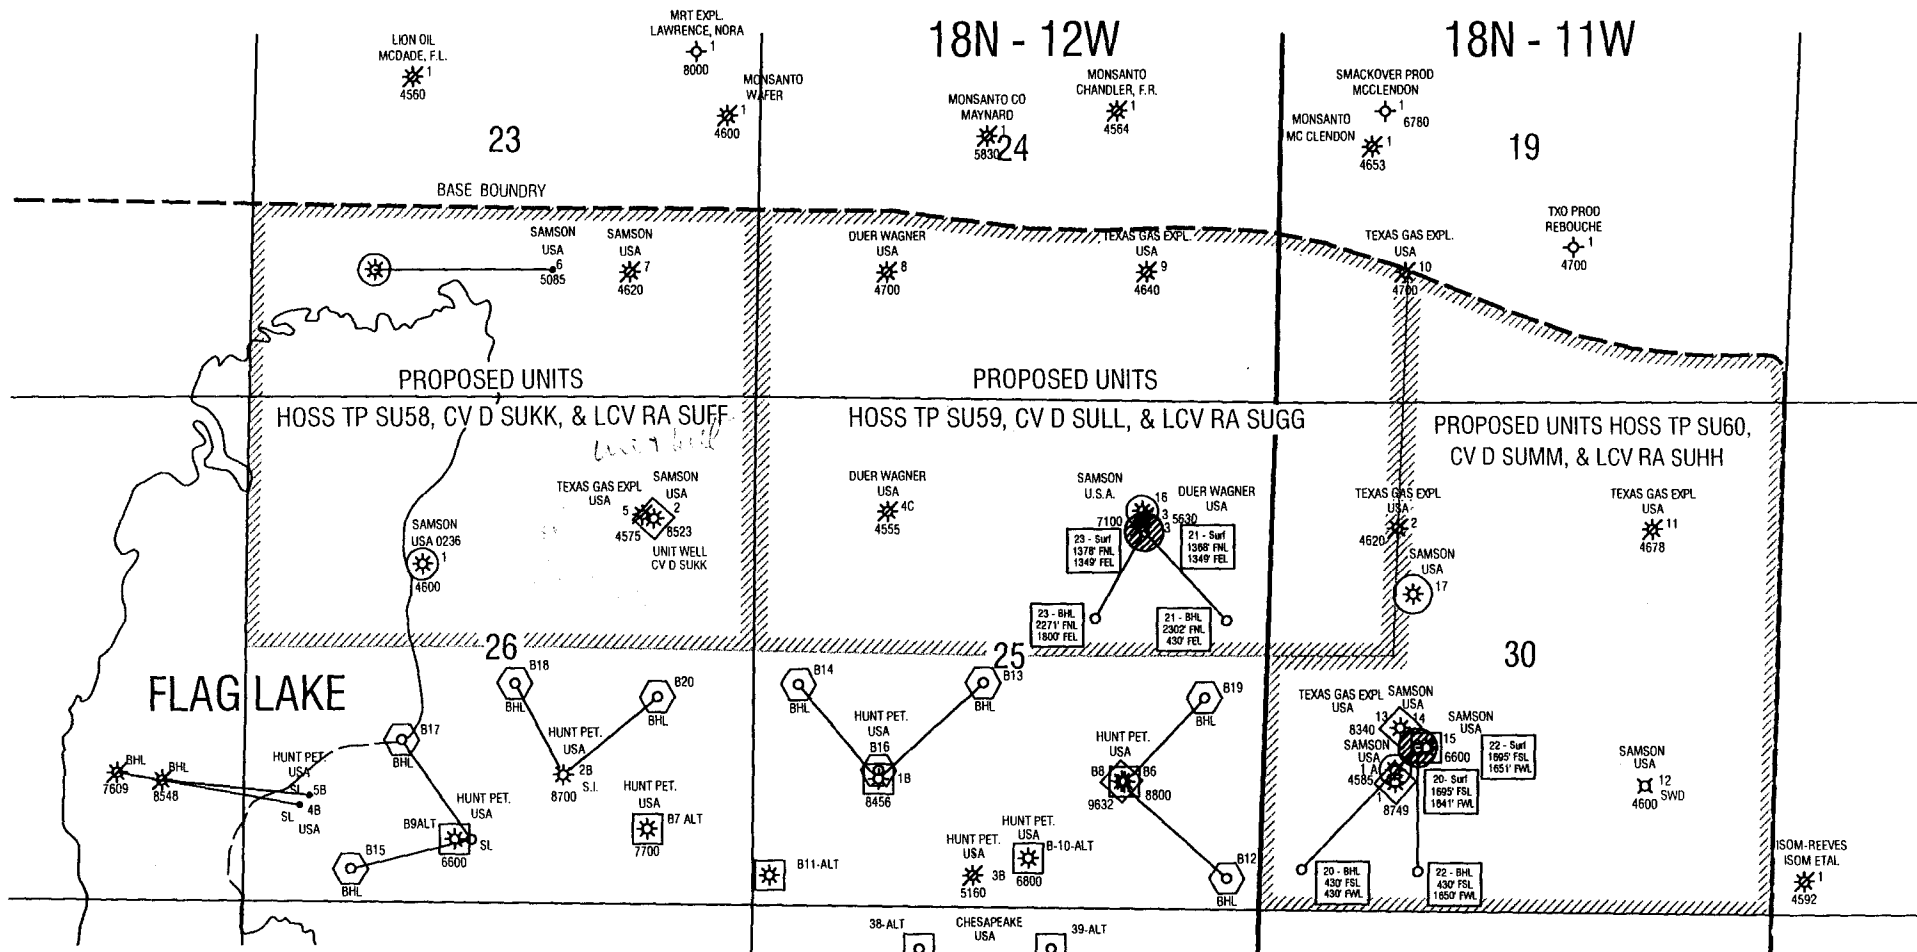 18N - 12W
18N - 11W
LION OIL
MCDADE, F.L.
1
4560
MRT EXPL.
LAWRENCE, NORA
1
8000
MONSANTO
WAFER
1
4600
23
MONSANTO CO
MAYNARD
1
5830
24
MONSANTO
CHANDLER, F.R.
1
4564
SMACKOVER PROD
MCCLENDON
1
6780
MONSANTO
MC CLENDON
1
4653
19
BASE BOUNDRY
TXO PROD
REBOUCHE
1
4700
SAMSON
USA
6
5085
SAMSON
USA
7
4620
DUER WAGNER
USA
8
4700
TEXAS GAS EXPL.
USA
9
4640
TEXAS GAS EXPL.
USA
10
4700
PROPOSED UNITS
HOSS TP SU58, CV D SUKK, & LCV RA SUFF
PROPOSED UNITS
HOSS TP SU59, CV D SULL, & LCV RA SUGG
PROPOSED UNITS HOSS TP SU60,
CV D SUMM, & LCV RA SUHH
TEXAS GAS EXPL
USA
5
4575
SAMSON
USA
2
8523
UNIT WELL
CV D SUKK
SAMSON
USA 0236
1
4600
DUER WAGNER
USA
4C
4555
SAMSON
U.S.A.
16
7100
3
5630
3
DUER WAGNER
USA
23 - Surf
1378' FNL
1349' FEL
21 - Surf
1368' FNL
1349' FEL
23 - BHL
2271' FNL
1800' FEL
21 - BHL
2302' FNL
430' FEL
TEXAS GAS EXPL
USA
2
4620
SAMSON
USA
17
TEXAS GAS EXPL
USA
11
4678
26
25
30
FLAG LAKE
B18
BHL
B20
BHL
B14
BHL
B13
BHL
B19
BHL
B17
BHL
HUNT PET.
USA
2B
8700
S.I.
HUNT PET.
USA
B16
1B
8456
HUNT PET.
USA
B8
B6
9632
8800
BHL
7609
BHL
8548
HUNT PET.
USA
SL
5B
SL
4B
USA
HUNT PET.
USA
B9ALT
6600
SL
HUNT PET.
USA
B7 ALT
7700
B15
BHL
B11-ALT
HUNT PET.
USA
3B
5160
HUNT PET.
USA
B-10-ALT
6800
B12
BHL
TEXAS GAS EXPL
USA
13
8340
SAMSON
USA
14
SAMSON
USA
15
6600
SAMSON
USA
1 A
4585
1
8749
22 - Surf
1695' FSL
1651' FWL
20- Surf
1695' FSL
1641' FWL
20 - BHL
430' FSL
430' FWL
22 - BHL
430' FSL
1650' FWL
SAMSON
USA
12
SWD
4600
ISOM-REEVES
ISOM ETAL
1
4592
38-ALT
CHESAPEAKE
USA
39-ALT